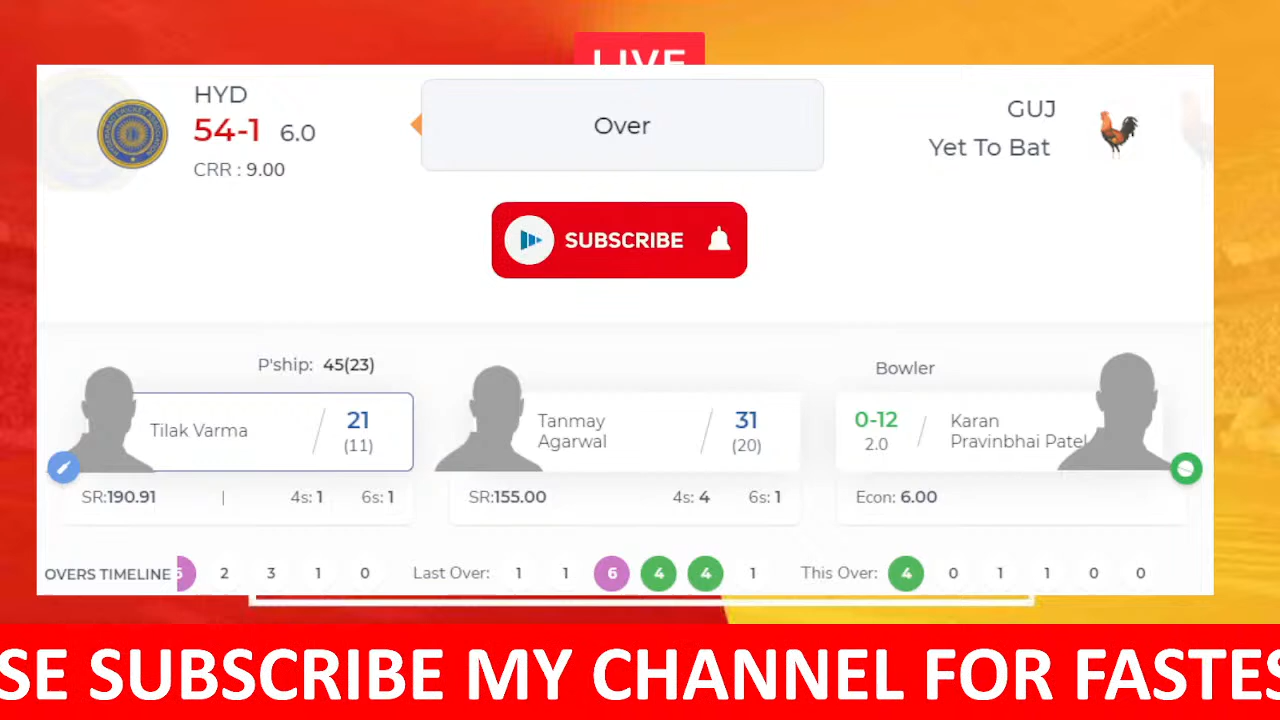 LIVE
HYD
54-1 6.0
CRR : 9.00
Over
GUJ
Yet To Bat
SUBSCRIBE
P'ship: 45(23)
Tilak Varma / 21
(11)
SR:190.91 | 4s: 1 6s: 1
Tanmay
Agarwal / 31
(20)
SR:155.00 4s: 4 6s: 1
Bowler
0-12 / Karan
2.0 Pravinbhai Patel
Econ: 6.00
OVERS TIMELINE 2 3 1 0 Last Over: 1 1 6 4 4 1 This Over: 4 0 1 1 0 0
SE SUBSCRIBE MY CHANNEL FOR FASTES